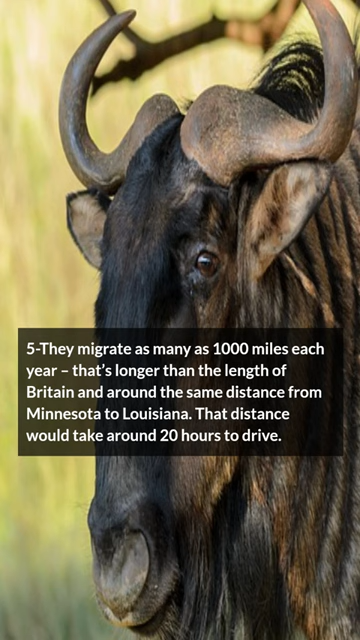 5-They migrate as many as 1000 miles each
year – that's longer than the length of
Britain and around the same distance from
Minnesota to Louisiana. That distance
would take around 20 hours to drive.